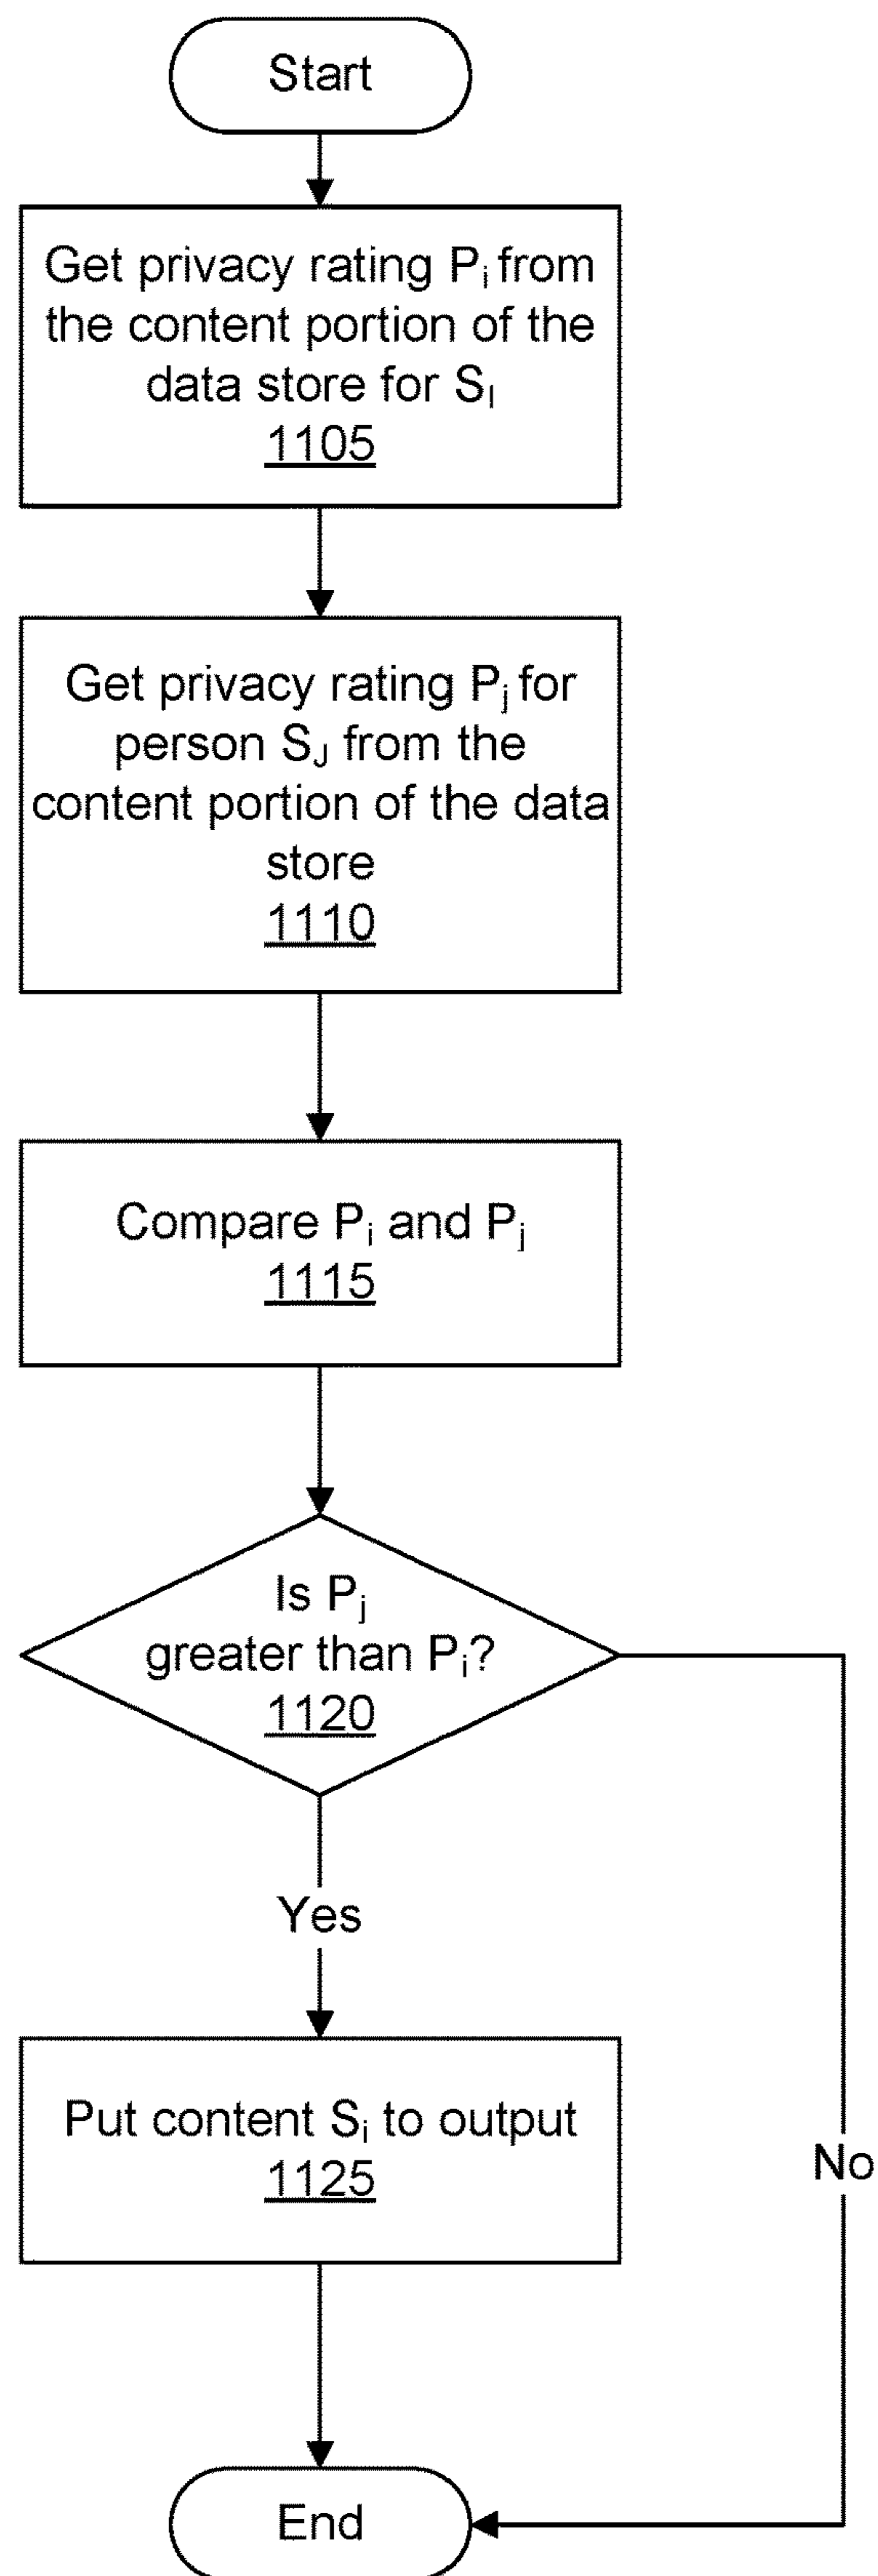 Start
Get privacy rating Pᵢ from
the content portion of the
data store for S_I
1105
Get privacy rating Pⱼ for
person S_J from the
content portion of the data
store
1110
Compare Pᵢ and Pⱼ
1115
Is Pⱼ
greater than Pᵢ?
1120
Yes
Put content Sᵢ to output
1125
No
End